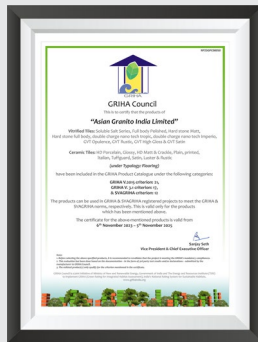 GRIHA
GRIHA Council
This is to certify that the products of
"Asian Granito India Limited"
Vitrified Tiles: Soluble Salt Series, Full body Polished, Hard stone Matt,
Hard stone full body, double charge nano tech tropic, double charge nano tech Imperio,
GVT Opulence, GVT Rustic, GVT High Gloss & GVT Satin
Ceramic Tiles: HD Porcelain, Glossy, HD Matt & Crackle, Plain, printed,
Italian, Tuffguard, Satin, Luster & Rustic
(under Typology: Flooring)
have been included in the GRIHA Product Catalogue under the following categories:
GRIHA V.2015 criterion: 21,
GRIHA V. 3.1 criterion: 17,
& SVAGRIHA criterion: 11
The products can be used in GRIHA & SVAGRIHA registered projects to meet the GRIHA &
SVAGRIHA norms, respectively. This is valid only for the products
which has been mentioned above.
The certificate for the above-mentioned products is valid from
6th November 2023 – 5th November 2025
Sanjay Seth
Vice President & Chief Executive Officer